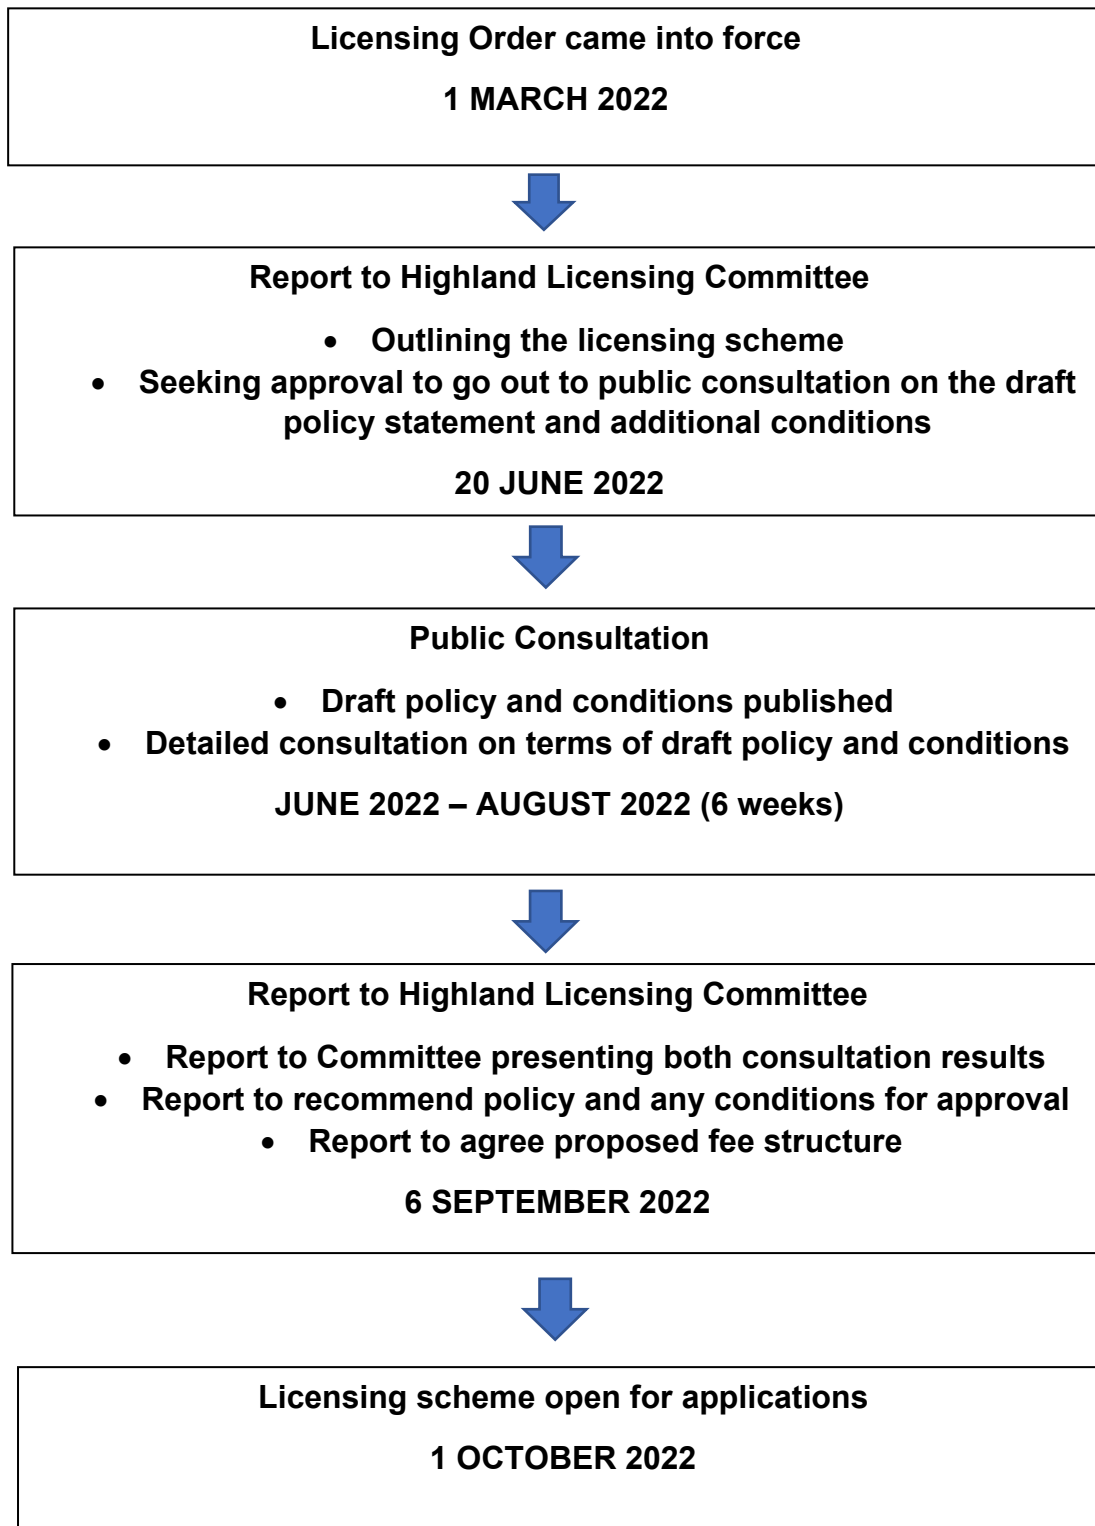 Licensing Order came into force
1 MARCH 2022
Report to Highland Licensing Committee
• Outlining the licensing scheme
• Seeking approval to go out to public consultation on the draft
policy statement and additional conditions
20 JUNE 2022
Public Consultation
• Draft policy and conditions published
• Detailed consultation on terms of draft policy and conditions
JUNE 2022 – AUGUST 2022 (6 weeks)
Report to Highland Licensing Committee
• Report to Committee presenting both consultation results
• Report to recommend policy and any conditions for approval
• Report to agree proposed fee structure
6 SEPTEMBER 2022
Licensing scheme open for applications
1 OCTOBER 2022